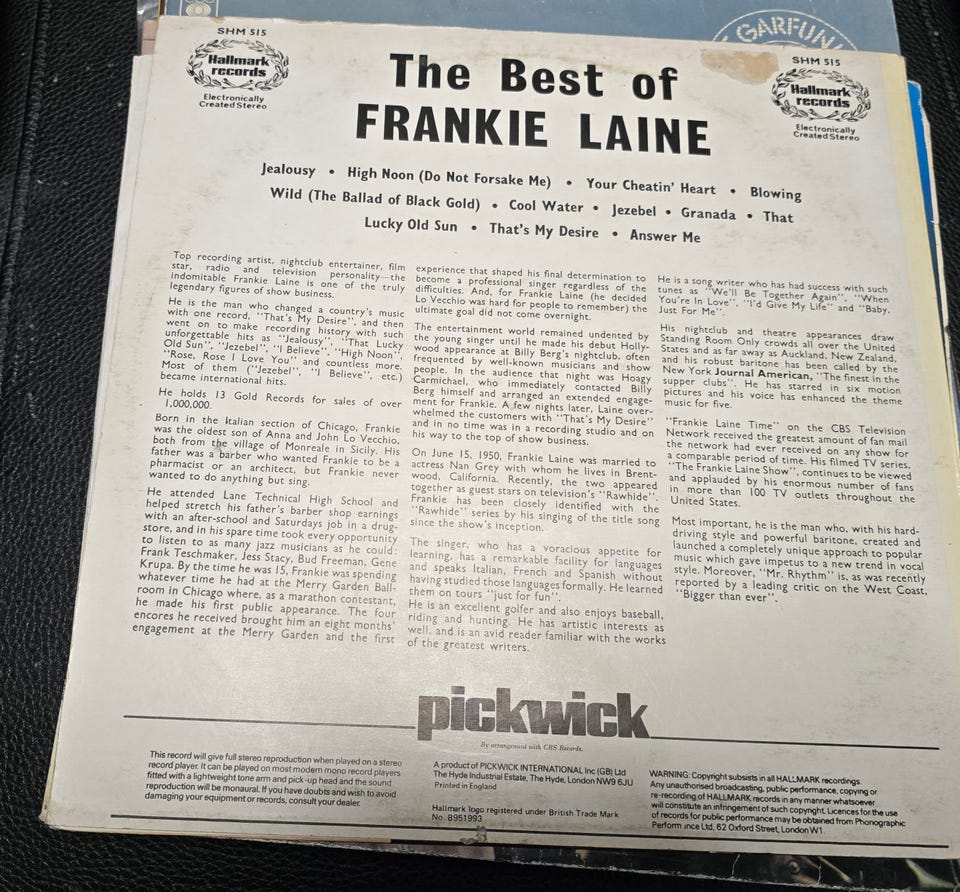 GARFUN
SHM 515
Hallmark
records
Electronically
Created Stereo
SHM 515
Hallmark
records
Electronically
Created Stereo
The Best of
FRANKIE LAINE
Jealousy • High Noon (Do Not Forsake Me) • Your Cheatin' Heart • Blowing
Wild (The Ballad of Black Gold) • Cool Water • Jezebel • Granada • That
Lucky Old Sun • That's My Desire • Answer Me
Top recording artist, nightclub entertainer, film
star, radio and television personality—the
indomitable Frankie Laine is one of the truly
legendary figures of show business.
He is the man who changed a country's music
with one record, "That's My Desire", and then
went on to make recording history with such
unforgettable hits as "Jealousy", "That Lucky
Old Sun", "Jezebel", "I Believe", "High Noon",
"Rose, Rose I Love You" and countless more.
Most of them ("Jezebel", "I Believe", etc.)
became international hits.
He holds 13 Gold Records for sales of over
1,000,000.
Born in the Italian section of Chicago, Frankie
was the oldest son of Anna and John Lo Vecchio,
both from the village of Monreale in Sicily. His
father was a barber who wanted Frankie to be a
pharmacist or an architect, but Frankie never
wanted to do anything but sing.
He attended Lane Technical High School and
helped stretch his father's barber shop earnings
with an after-school and Saturdays job in a drug-
store, and in his spare time took every opportunity
to listen to as many jazz musicians as he could:
Frank Teschmaker, Jess Stacy, Bud Freeman, Gene
Krupa. By the time he was 15, Frankie was spending
whatever time he had at the Merry Garden Ball-
room in Chicago where, as a marathon contestant,
he made his first public appearance. The four
encores he received brought him an eight months'
engagement at the Merry Garden and the first
experience that shaped his final determination to
become a professional singer regardless of the
difficulties. And, for Frankie Laine (he decided
Lo Vecchio was hard for people to remember) the
ultimate goal did not come overnight.
The entertainment world remained undented by
the young singer until he made his debut Holly-
wood appearance at Billy Berg's nightclub, often
frequented by well-known musicians and show
people. In the audience that night was Hoagy
Carmichael, who immediately contacted Billy
Berg himself and arranged an extended engage-
ment for Frankie. A few nights later, Laine over-
whelmed the customers with "That's My Desire"
and in no time was in a recording studio and on
his way to the top of show business.
On June 15, 1950, Frankie Laine was married to
actress Nan Grey with whom he lives in Brent-
wood, California. Recently, the two appeared
together as guest stars on television's "Rawhide".
Frankie has been closely identified with the
"Rawhide" series by his singing of the title song
since the show's inception.
The singer, who has a voracious appetite for
learning, has a remarkable facility for languages
and speaks Italian, French and Spanish without
having studied those languages formally. He learned
them on tours "just for fun".
He is an excellent golfer and also enjoys baseball,
riding and hunting. He has artistic interests as
well, and is an avid reader familiar with the works
of the greatest writers.
He is a song writer who has had success with such
tunes as "We'll Be Together Again", "When
You're In Love", "I'd Give My Life" and "Baby,
Just For Me".
His nightclub and theatre appearances draw
Standing Room Only crowds all over the United
States and as far away as Auckland, New Zealand,
and his robust baritone has been called by the
New York Journal American, "The finest in the
supper clubs". He has starred in six motion
pictures and his voice has enhanced the theme
music for five.
"Frankie Laine Time" on the CBS Television
Network received the greatest amount of fan mail
the network had ever received on any show for
a comparable period of time. His filmed TV series,
"The Frankie Laine Show", continues to be viewed
and applauded by his enormous number of fans
in more than 100 TV outlets throughout the
United States.
Most important, he is the man who, with his hard-
driving style and powerful baritone, created and
launched a completely unique approach to popular
music which gave impetus to a new trend in vocal
style. Moreover, "Mr. Rhythm" is, as was recently
reported by a leading critic on the West Coast,
"Bigger than ever".
pickwick
By arrangement with CBS Records.
This record will give full stereo reproduction when played on a stereo
record player. It can be played on most modern mono record players
fitted with a lightweight tone arm and pick-up head and the sound
reproduction will be monaural. If you have doubts and wish to avoid
damaging your equipment or records, consult your dealer.
A product of PICKWICK INTERNATIONAL Inc (GB) Ltd
The Hyde Industrial Estate, The Hyde, London NW9 6JU
Printed in England
Hallmark logo registered under British Trade Mark
No. B951993
WARNING: Copyright subsists in all HALLMARK recordings.
Any unauthorised broadcasting, public performance, copying or
re-recording of HALLMARK records in any manner whatsoever
will constitute an infringement of such copyright. Licences for the use
of records for public performance may be obtained from Phonographic
Performance Ltd, 62 Oxford Street, London W1.